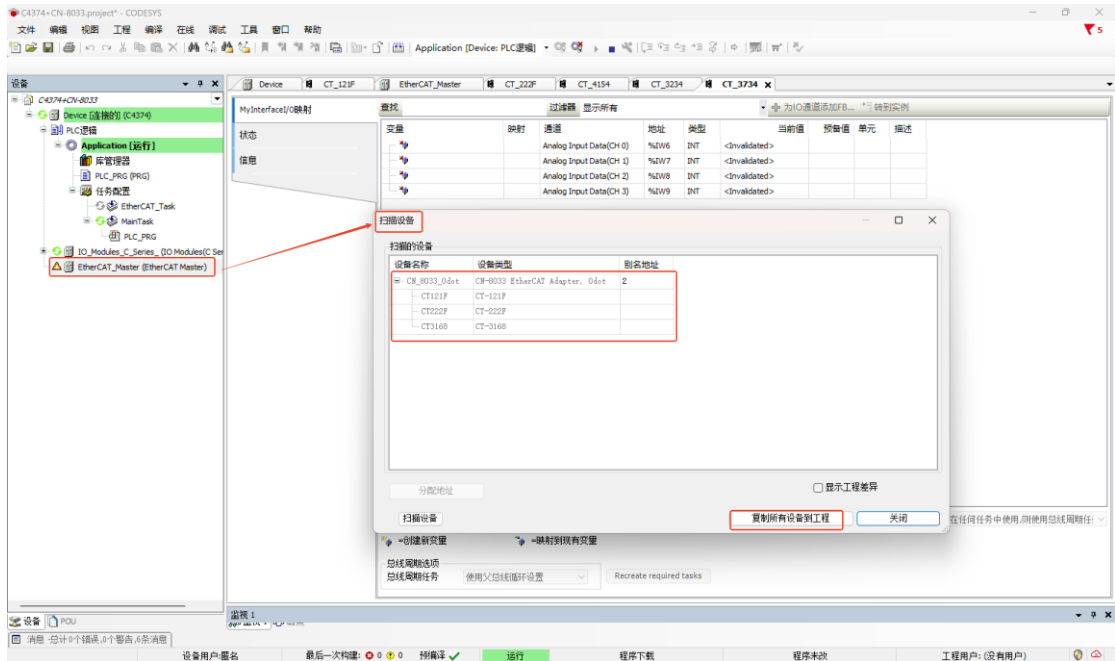 C4374+CN-8033.project* - CODESYS
文件 编辑 视图 工程 编译 在线 调试 工具 窗口 帮助
5
Application [Device: PLC逻辑]
设备
Device CT_121F EtherCAT_Master CT_222F CT_4154 CT_3234 CT_3734
C4374+CN-8033
Device [连接的] (C4374)
PLC逻辑
Application [运行]
库管理器
PLC_PRG (PRG)
任务配置
EtherCAT_Task
MainTask
PLC_PRG
IO_Modules_C_Series_ (IO Modules(C Ser
EtherCAT_Master (EtherCAT Master)
MyInterfaceI/O映射
状态
信息
查找 过滤器 显示所有 为IO通道添加FB... 转到实例
变量 映射 通道 地址 类型 当前值 预备值 单元 描述
Analog Input Data(CH 0) %IW6 INT <Invalidated>
Analog Input Data(CH 1) %IW7 INT <Invalidated>
Analog Input Data(CH 2) %IW8 INT <Invalidated>
Analog Input Data(CH 3) %IW9 INT <Invalidated>
扫描设备
扫描的设备
设备名称 设备类型 别名地址
CN_8033_Odot CN-8033 EtherCAT Adapter, Odot 2
CT121F CT-121F
CT222F CT-222F
CT3168 CT-3168
分配地址
显示工程差异
扫描设备 复制所有设备到工程 关闭
在任何任务中使用,则使用总线周期任
=创建新变量 =映射到现有变量
总线周期选项
总线周期任务 使用父总线循环设置 Recreate required tasks
设备 POU
监视 1
消息 -总计0个错误,0个警告,6条消息
设备用户:匿名 最后一次构建: 0 0 预编译 运行 程序下载 程序未改 工程用户: (没有用户)